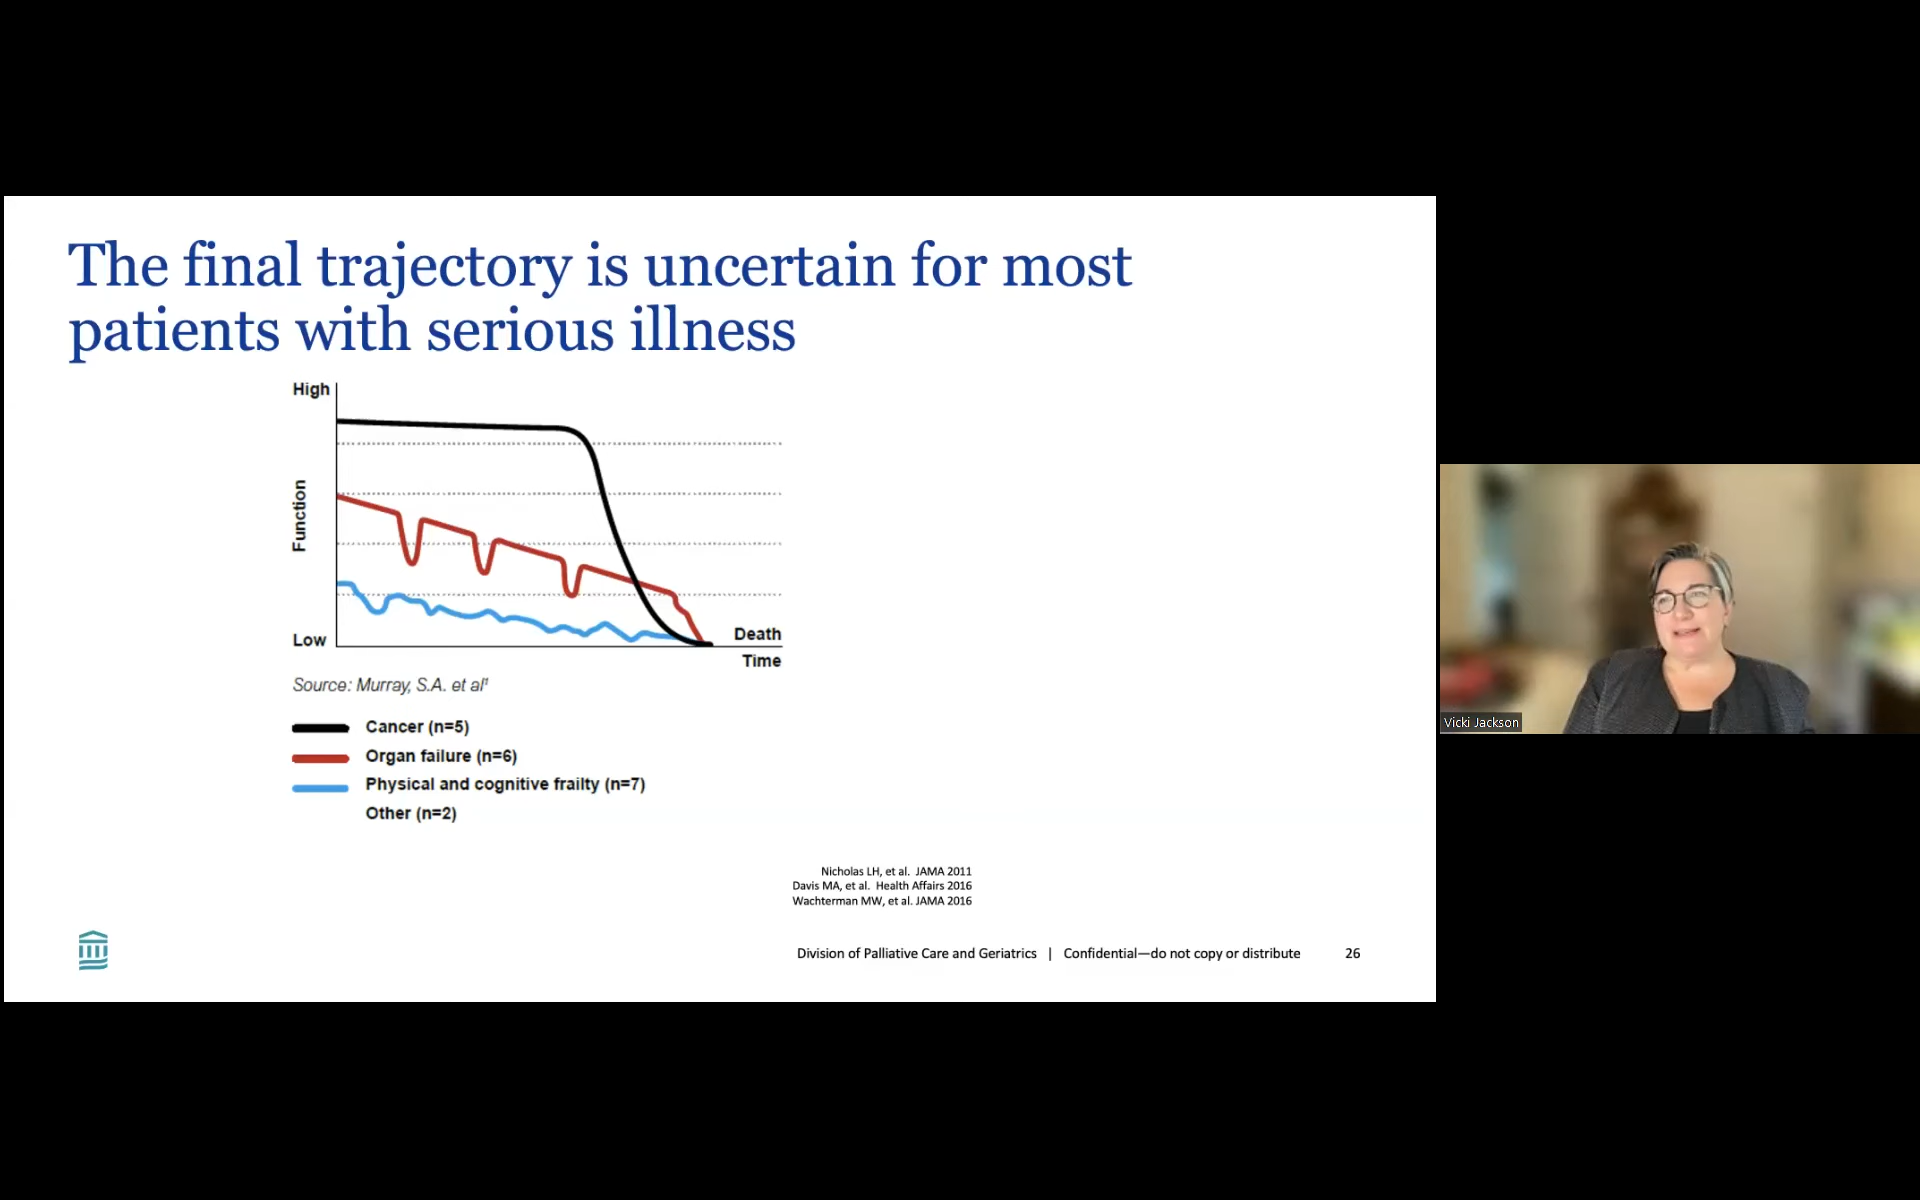 The final trajectory is uncertain for most
patients with serious illness
High
Function
Low
Death
Time
Source: Murray, S.A. et al¹
Cancer (n=5)
Organ failure (n=6)
Physical and cognitive frailty (n=7)
Other (n=2)
Nicholas LH, et al. JAMA 2011
Davis MA, et al. Health Affairs 2016
Wachterman MW, et al. JAMA 2016
Division of Palliative Care and Geriatrics | Confidential—do not copy or distribute 26
Vicki Jackson